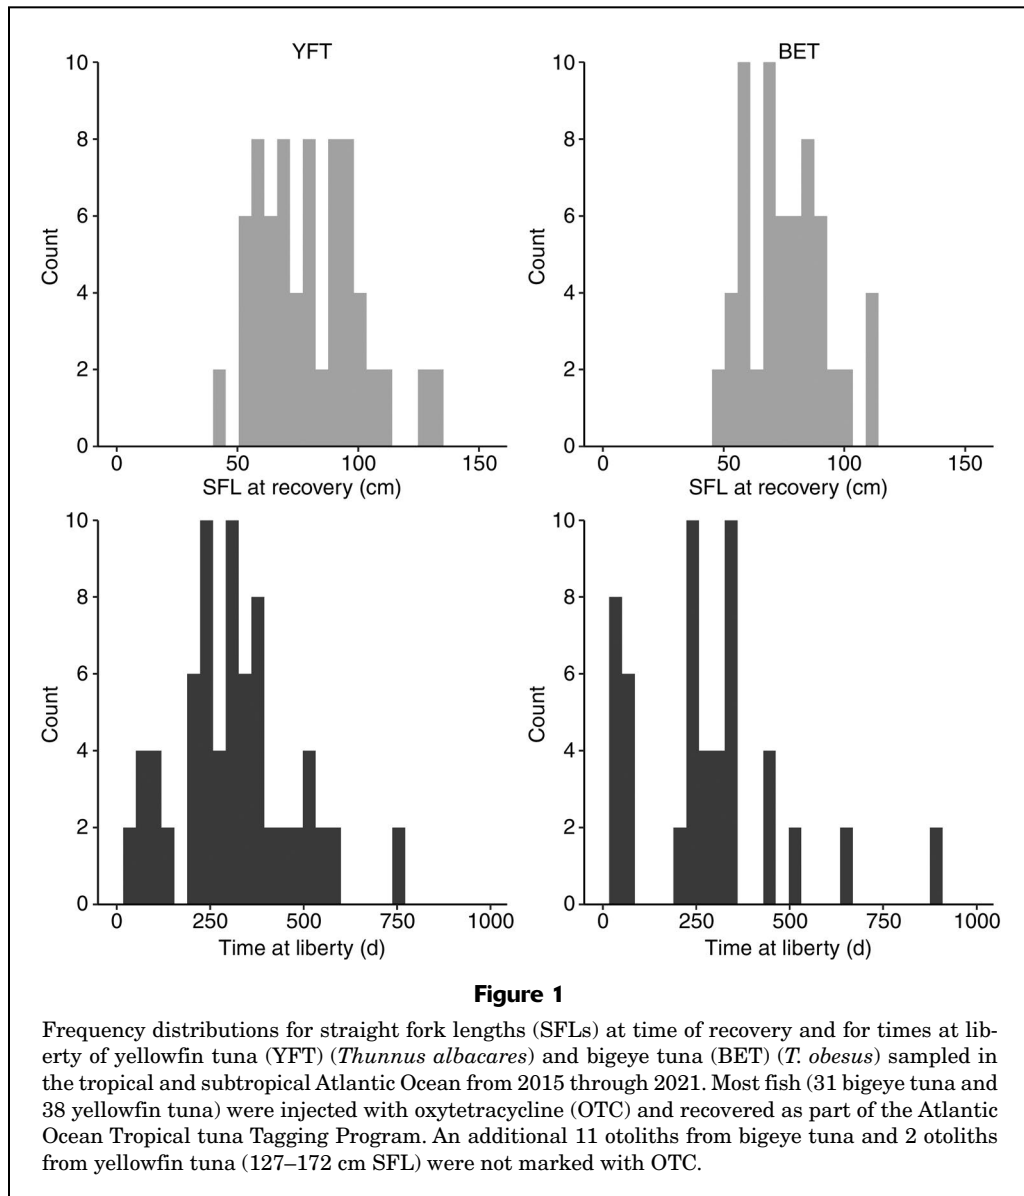 YFT
10
8
6
4
2
0
Count
0 50 100 150
SFL at recovery (cm)
BET
10
8
6
4
2
0
Count
0 50 100 150
SFL at recovery (cm)
10
8
6
4
2
0
Count
0 250 500 750 1000
Time at liberty (d)
10
8
6
4
2
0
Count
0 250 500 750 1000
Time at liberty (d)
Figure 1
Frequency distributions for straight fork lengths (SFLs) at time of recovery and for times at lib-
erty of yellowfin tuna (YFT) (Thunnus albacares) and bigeye tuna (BET) (T. obesus) sampled in
the tropical and subtropical Atlantic Ocean from 2015 through 2021. Most fish (31 bigeye tuna and
38 yellowfin tuna) were injected with oxytetracycline (OTC) and recovered as part of the Atlantic
Ocean Tropical tuna Tagging Program. An additional 11 otoliths from bigeye tuna and 2 otoliths
from yellowfin tuna (127–172 cm SFL) were not marked with OTC.